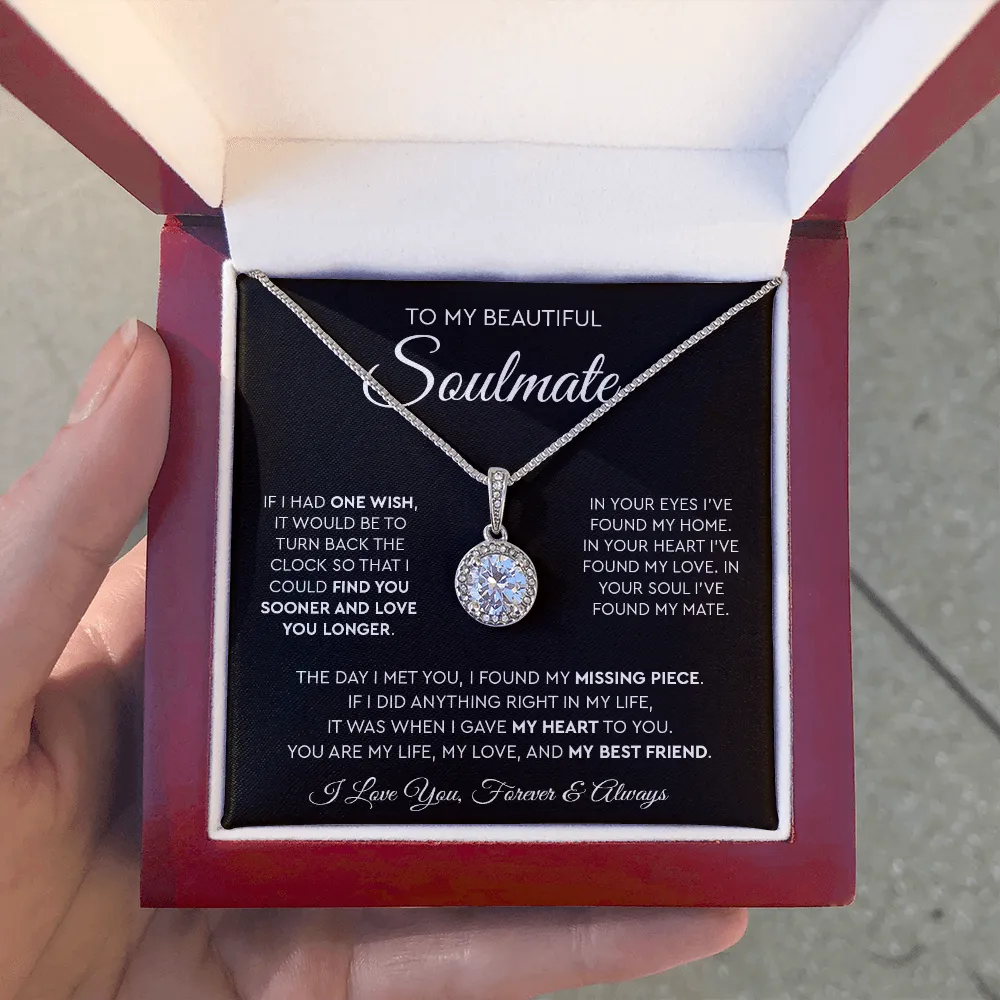 TO MY BEAUTIFUL
Soulmate
IF I HAD ONE WISH,
IT WOULD BE TO
TURN BACK THE
CLOCK SO THAT I
COULD FIND YOU
SOONER AND LOVE
YOU LONGER.
IN YOUR EYES I'VE
FOUND MY HOME.
IN YOUR HEART I'VE
FOUND MY LOVE. IN
YOUR SOUL I'VE
FOUND MY MATE.
THE DAY I MET YOU, I FOUND MY MISSING PIECE.
IF I DID ANYTHING RIGHT IN MY LIFE,
IT WAS WHEN I GAVE MY HEART TO YOU.
YOU ARE MY LIFE, MY LOVE, AND MY BEST FRIEND.
I Love You, Forever & Always